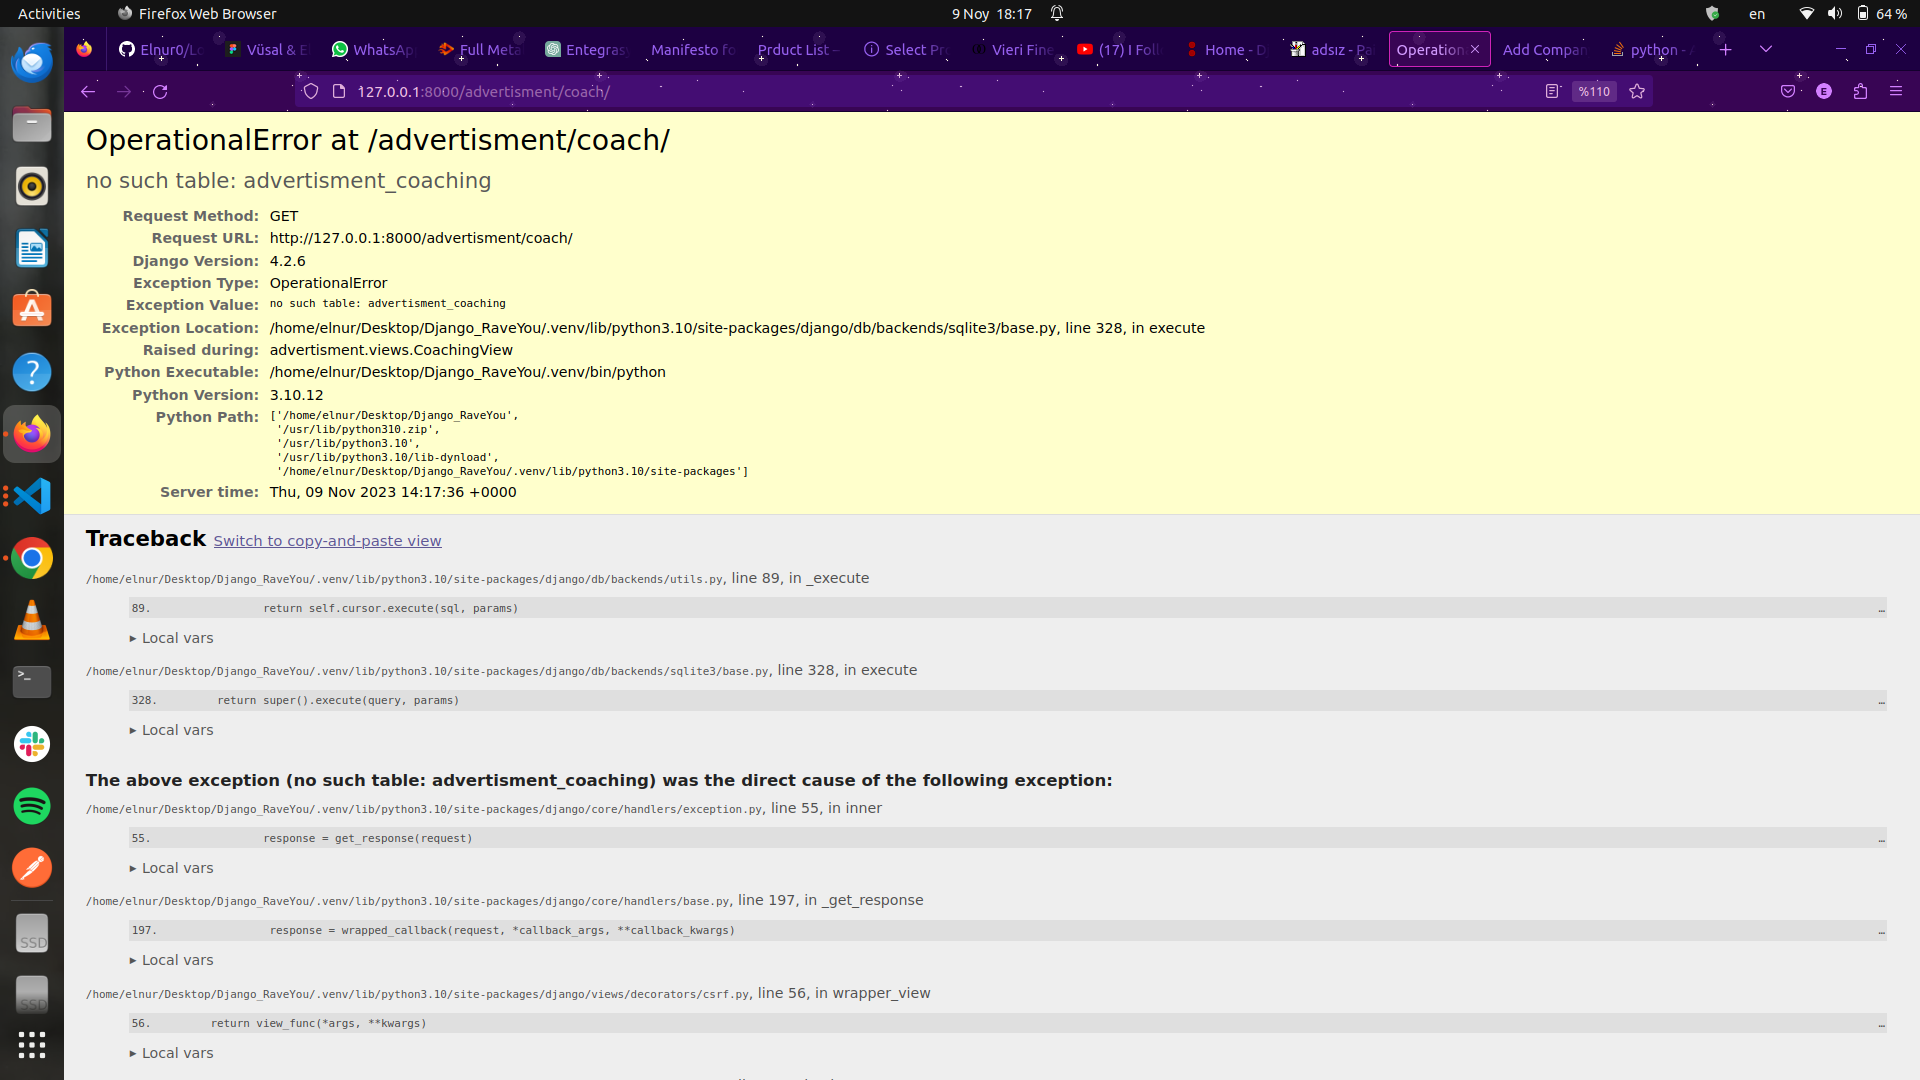 Activities
Firefox Web Browser
9 Noy 18:17
en
64 %
Elnur0/Lo
Vüsal & El
WhatsApp
Full Meta
Entegrasy
Manifesto fo
Prduct List –
Select Pr
Vieri Fine
(17) I Foll
Home - D
adsız - Pa
Operationa
Add Compan
python - A
127.0.0.1:8000/advertisment/coach/
%110
E
OperationalError at /advertisment/coach/
no such table: advertisment_coaching
Request Method: GET
Request URL: http://127.0.0.1:8000/advertisment/coach/
Django Version: 4.2.6
Exception Type: OperationalError
Exception Value: no such table: advertisment_coaching
Exception Location: /home/elnur/Desktop/Django_RaveYou/.venv/lib/python3.10/site-packages/django/db/backends/sqlite3/base.py, line 328, in execute
Raised during: advertisment.views.CoachingView
Python Executable: /home/elnur/Desktop/Django_RaveYou/.venv/bin/python
Python Version: 3.10.12
Python Path: ['/home/elnur/Desktop/Django_RaveYou',
'/usr/lib/python310.zip',
'/usr/lib/python3.10',
'/usr/lib/python3.10/lib-dynload',
'/home/elnur/Desktop/Django_RaveYou/.venv/lib/python3.10/site-packages']
Server time: Thu, 09 Nov 2023 14:17:36 +0000
Traceback Switch to copy-and-paste view
/home/elnur/Desktop/Django_RaveYou/.venv/lib/python3.10/site-packages/django/db/backends/utils.py, line 89, in _execute
89. return self.cursor.execute(sql, params) …
▸ Local vars
/home/elnur/Desktop/Django_RaveYou/.venv/lib/python3.10/site-packages/django/db/backends/sqlite3/base.py, line 328, in execute
328. return super().execute(query, params) …
▸ Local vars
The above exception (no such table: advertisment_coaching) was the direct cause of the following exception:
/home/elnur/Desktop/Django_RaveYou/.venv/lib/python3.10/site-packages/django/core/handlers/exception.py, line 55, in inner
55. response = get_response(request) …
▸ Local vars
/home/elnur/Desktop/Django_RaveYou/.venv/lib/python3.10/site-packages/django/core/handlers/base.py, line 197, in _get_response
197. response = wrapped_callback(request, *callback_args, **callback_kwargs) …
▸ Local vars
/home/elnur/Desktop/Django_RaveYou/.venv/lib/python3.10/site-packages/django/views/decorators/csrf.py, line 56, in wrapper_view
56. return view_func(*args, **kwargs) …
▸ Local vars
SSD
SSD